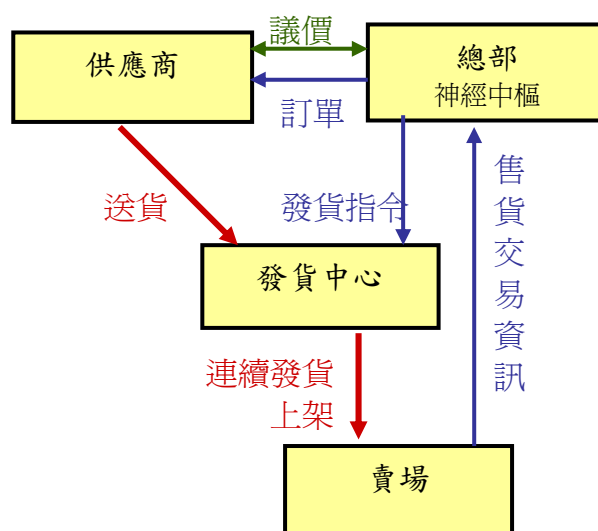 議價
供應商
總部
神經中樞
訂單
送貨
發貨指令
售貨交易資訊
發貨中心
連續發貨
上架
賣場